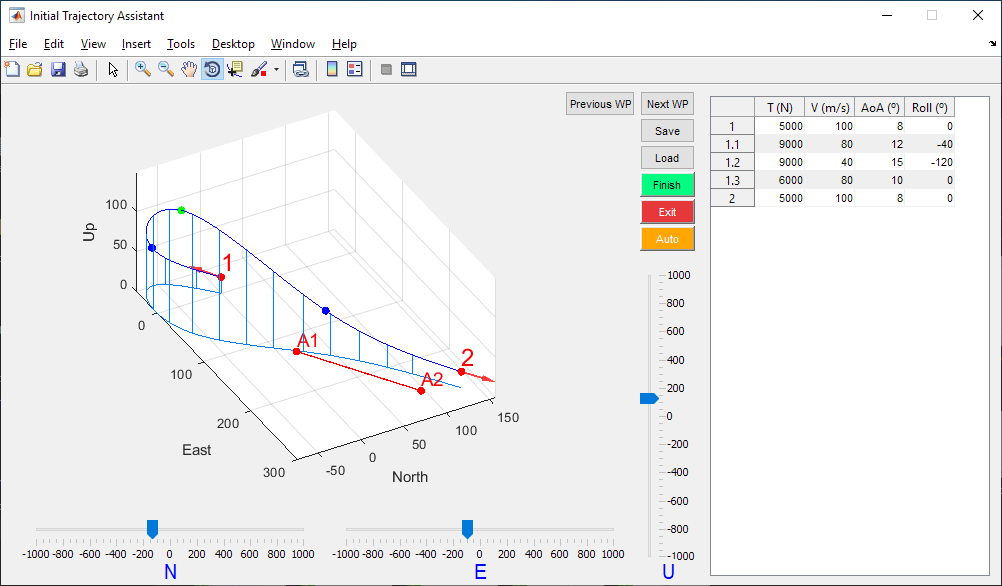 Initial Trajectory Assistant
File Edit View Insert Tools Desktop Window Help
Previous WP Next WP
Save
Load
Finish
Exit
Auto
T (N) V (m/s) AoA (º) Roll (º)
1 5000 100 8 0
1.1 9000 80 12 -40
1.2 9000 40 15 -120
1.3 6000 80 10 0
2 5000 100 8 0
100
50
0
Up
1
A1
2
A2
0
100
200
300
East
-50
0
50
100
150
North
1000
800
600
400
200
0
-200
-400
-600
-800
-1000
U
-1000 -800 -600 -400 -200 0 200 400 600 800 1000
N
-1000 -800 -600 -400 -200 0 200 400 600 800 1000
E